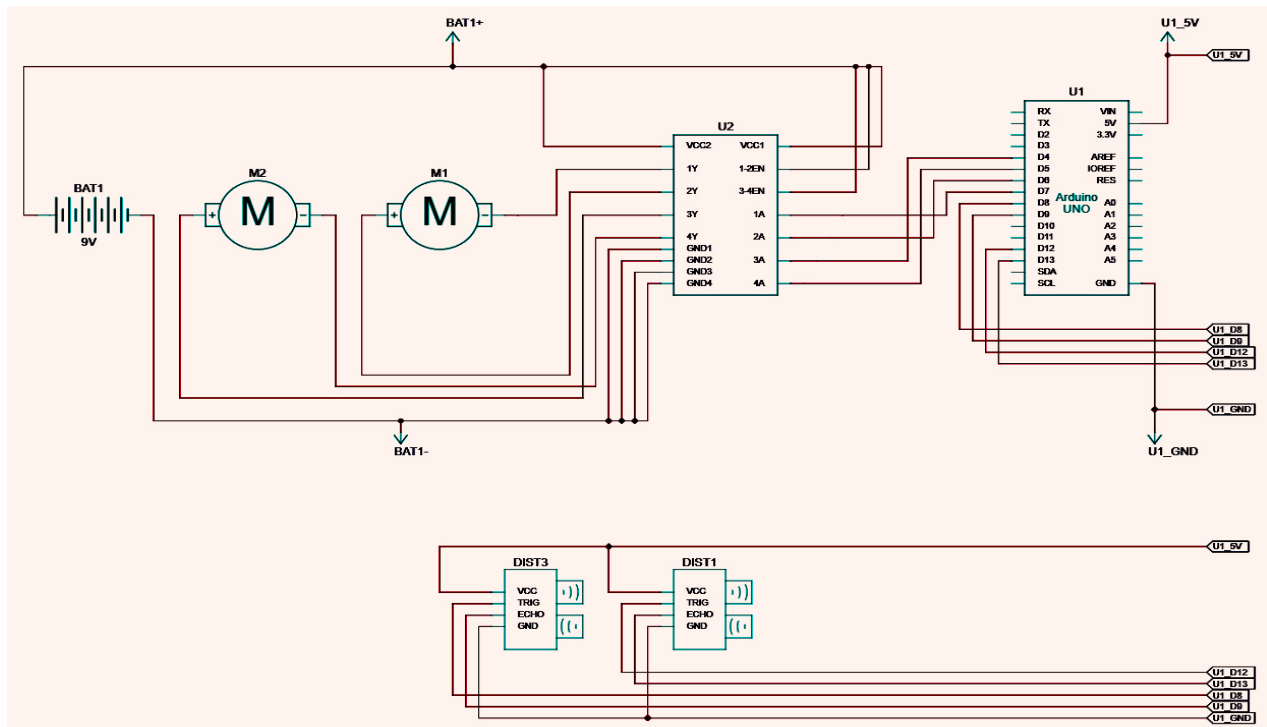 BAT1+
U1_5V
U1_5V
U1
U2
RX
VIN
TX
5V
D2
3.3V
D3
D4
AREF
D5
IOREF
D6
RES
D7
Arduino
UNO
D8
A0
D9
A1
D10
A2
D11
A3
D12
A4
D13
A5
SDA
SCL
GND
VCC2
VCC1
1Y
1-2EN
2Y
3-4EN
3Y
1A
4Y
2A
GND1
GND2
3A
GND3
GND4
4A
BAT1
9V
M2
+
M
-
M1
+
M
-
U1_D8
U1_D9
U1_D12
U1_D13
U1_GND
BAT1-
U1_GND
U1_5V
DIST3
VCC
TRIG
ECHO
GND
DIST1
VCC
TRIG
ECHO
GND
U1_D12
U1_D13
U1_D8
U1_D9
U1_GND